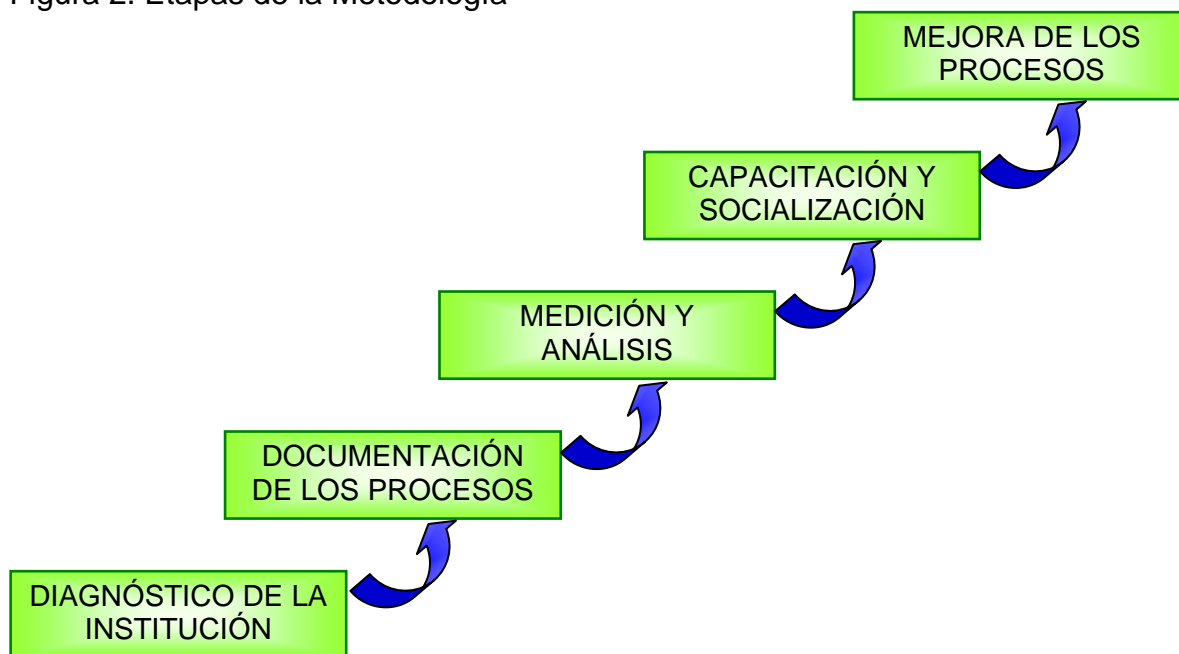 Figura 2. Etapas de la Metodología
MEJORA DE LOS
PROCESOS
CAPACITACIÓN Y
SOCIALIZACIÓN
MEDICIÓN Y
ANÁLISIS
DOCUMENTACIÓN
DE LOS PROCESOS
DIAGNÓSTICO DE LA
INSTITUCIÓN